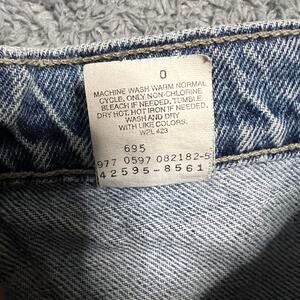 0
MACHINE WASH WARM NORMAL
CYCLE. ONLY NON-CHLORINE
BLEACH IF NEEDED. TUMBLE
DRY HOT. HOT IRON IF NEEDED.
WASH AND DRY
WITH LIKE COLORS.
WPL 423
695
977 0597 082182-5
42595-8561